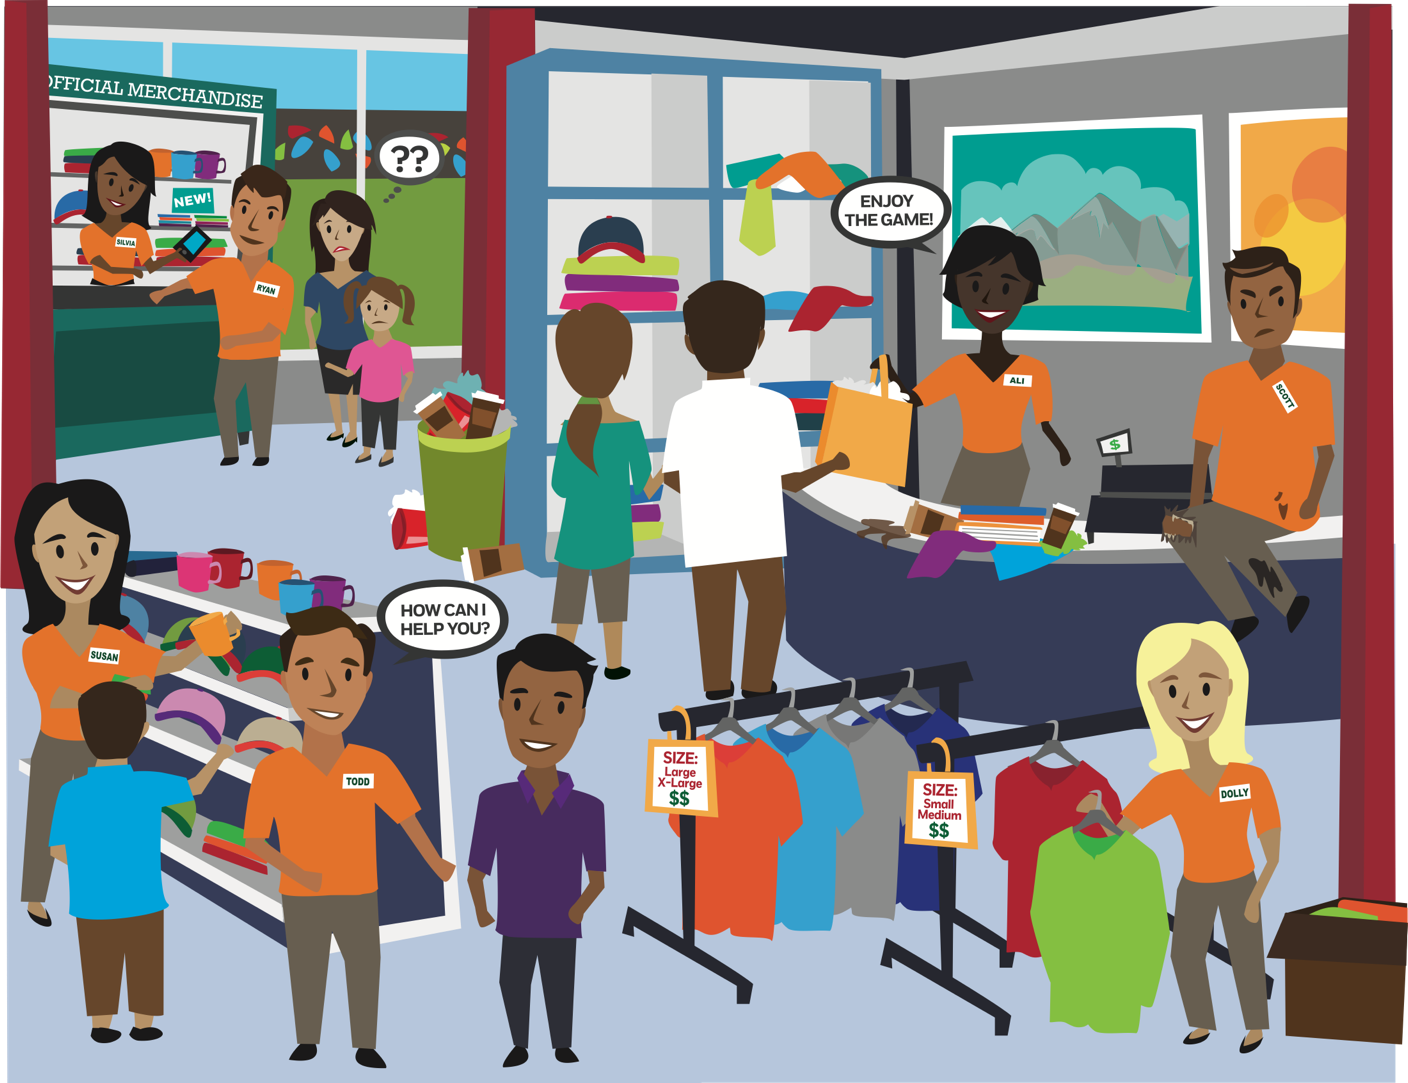 OFFICIAL MERCHANDISE
??
NEW!
SILVIA
RYAN
ENJOY
THE GAME!
ALI
SCOTT
$
HOW CAN I
HELP YOU?
SUSAN
TODD
SIZE:
Large
X-Large
$$
SIZE:
Small
Medium
$$
DOLLY